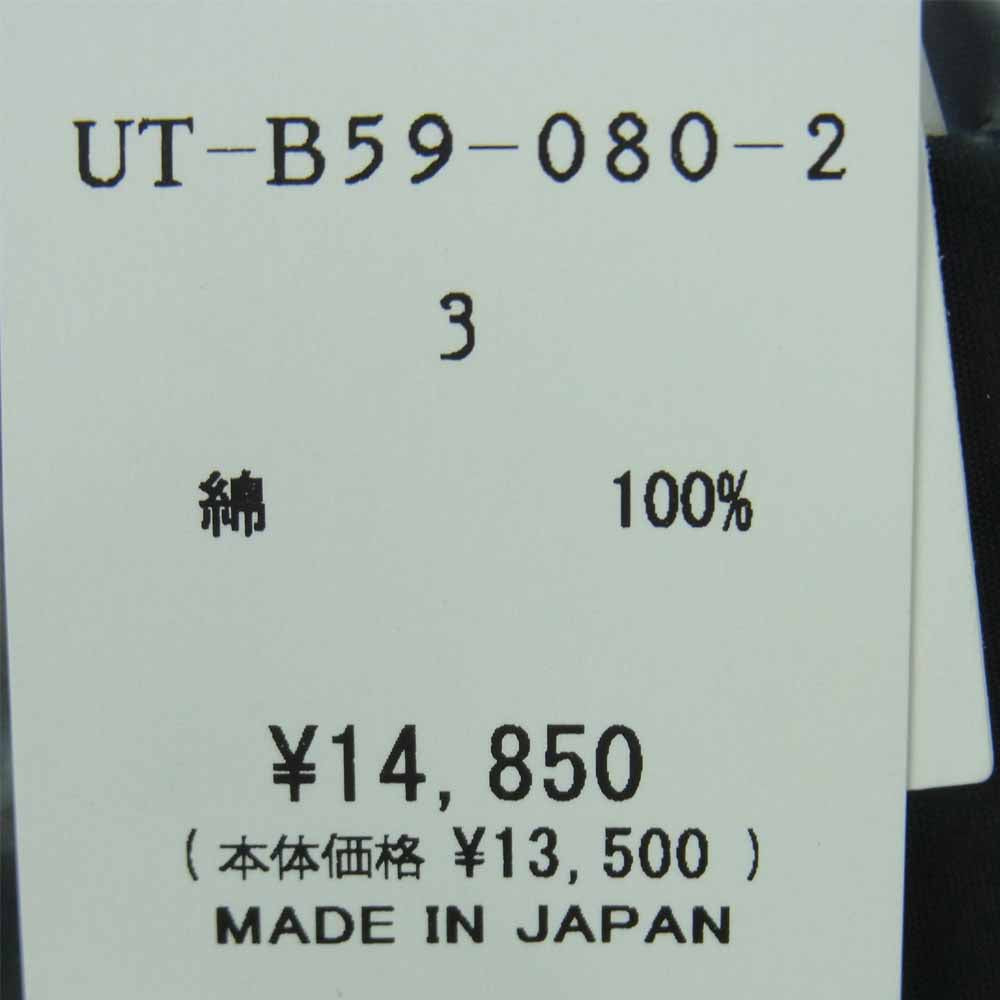 UT-B59-080-2
3
綿 100%
¥14,850
(本体価格 ¥13,500)
MADE IN JAPAN